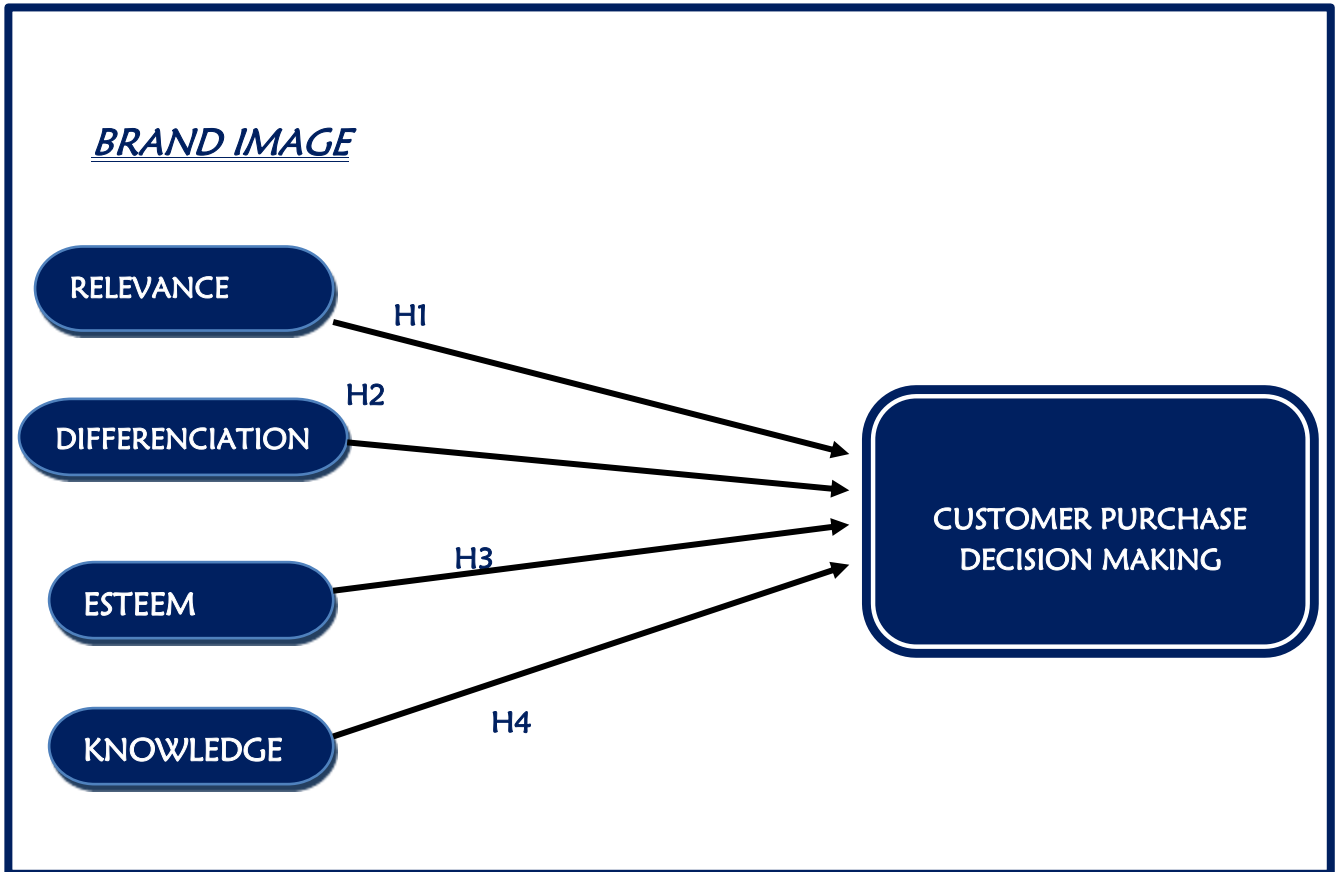 BRAND IMAGE
RELEVANCE
H1
H2
DIFFERENCIATION
CUSTOMER PURCHASE
DECISION MAKING
H3
ESTEEM
H4
KNOWLEDGE